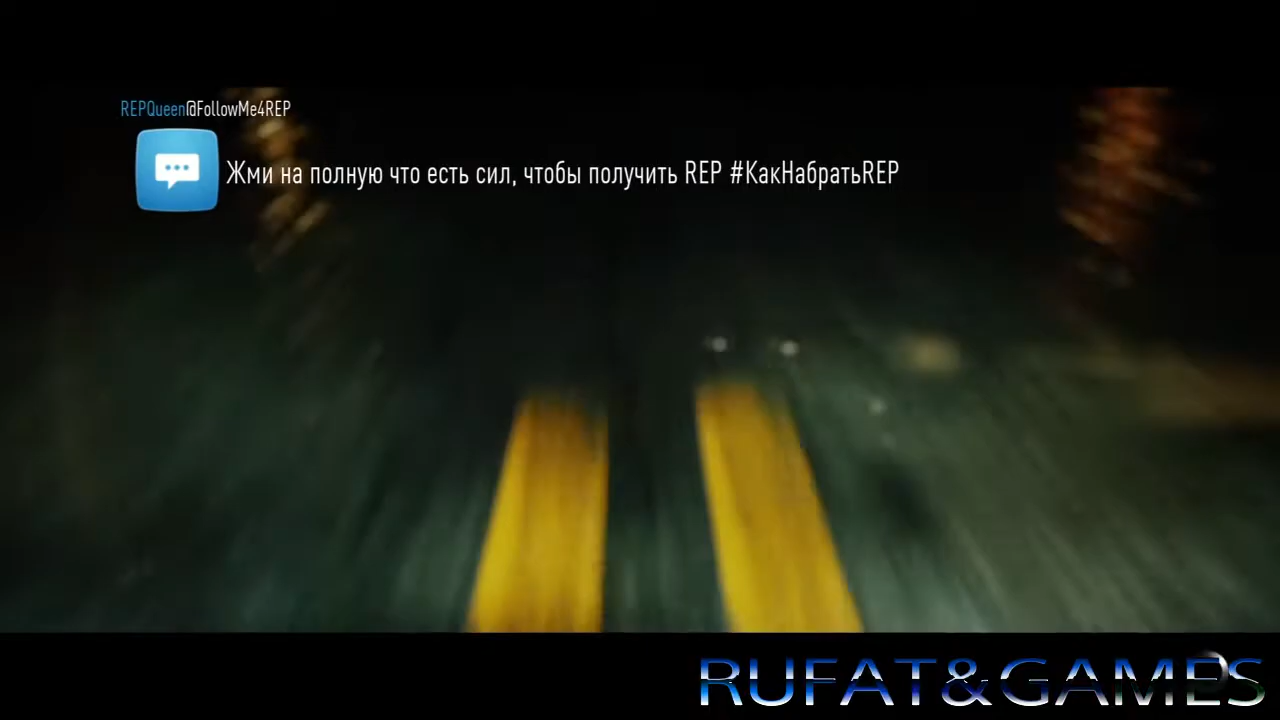 REPQueen@FollowMe4REP
Жми на полную что есть сил, чтобы получить REP #КакНабратьREP
RUFAT&GAMES